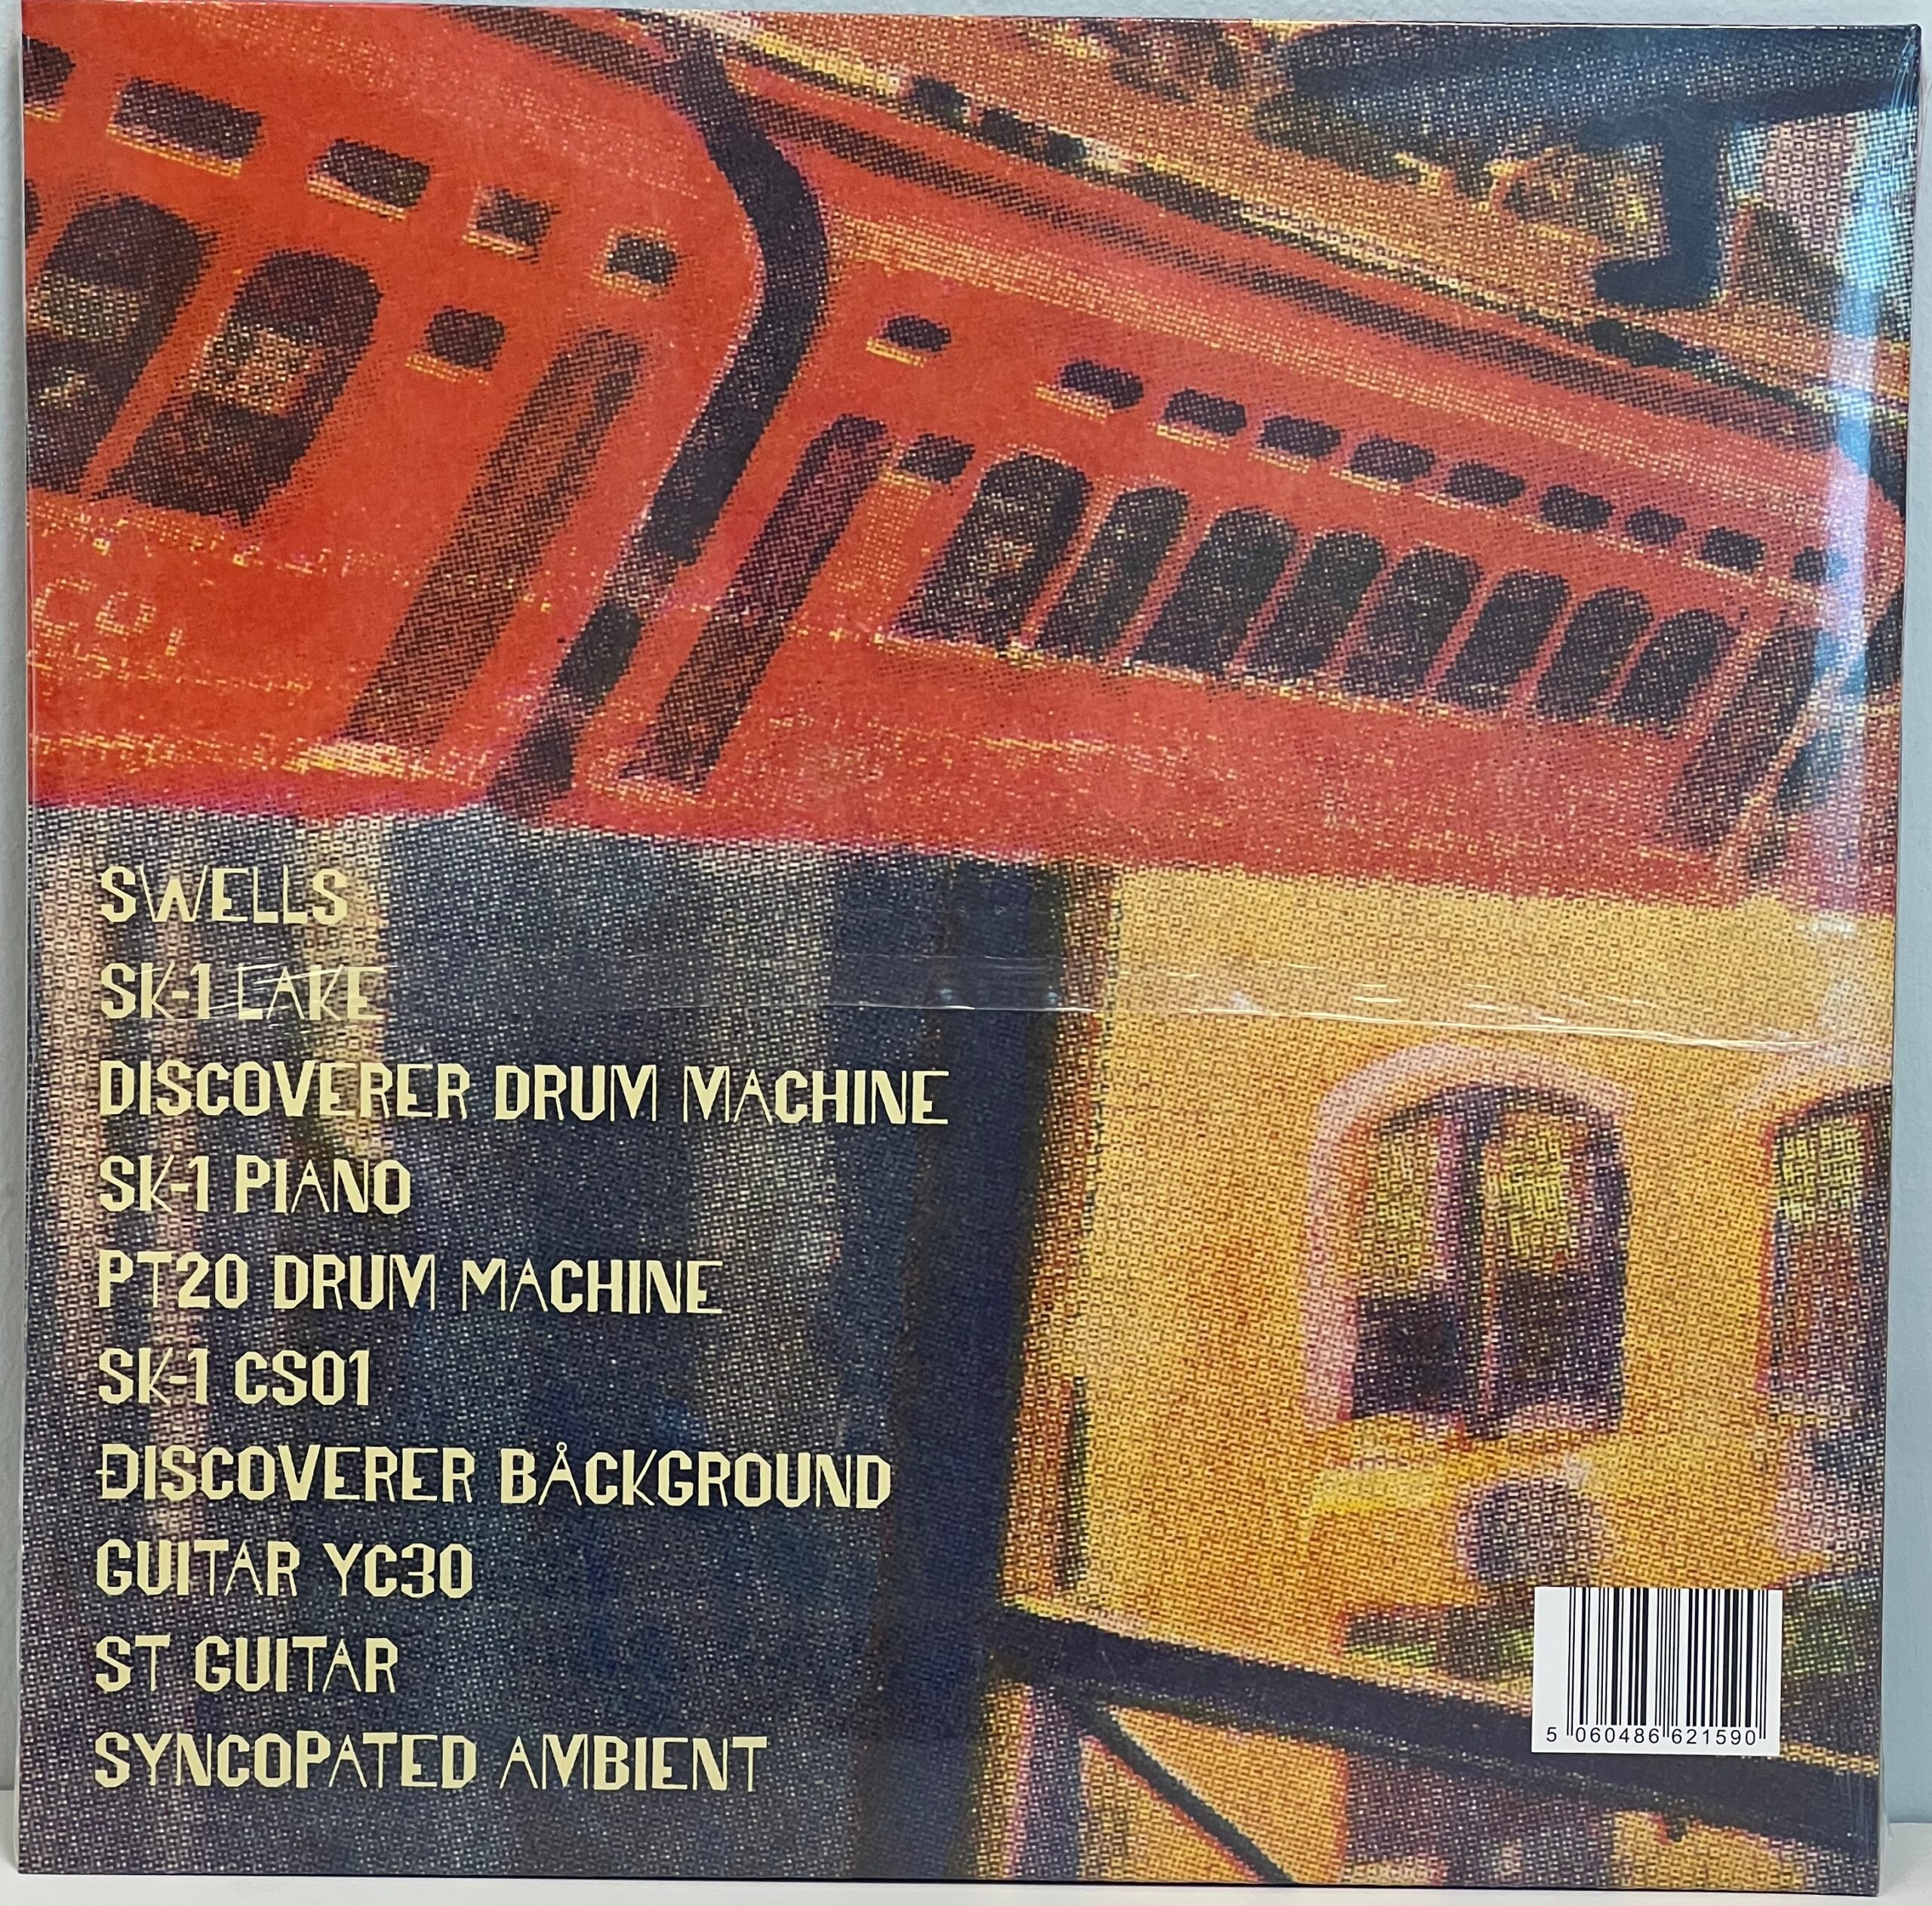 SWELLS
SK-1 LAKE
DISCOVERER DRUM MACHINE
SK-1 PIANO
PT20 DRUM MACHINE
SK-1 CS01
ĐISCOVERER BÅCKGROUND
GUITAR YC30
ST GUITAR
SYNCOPATED AMBIENT
5 060486 621590